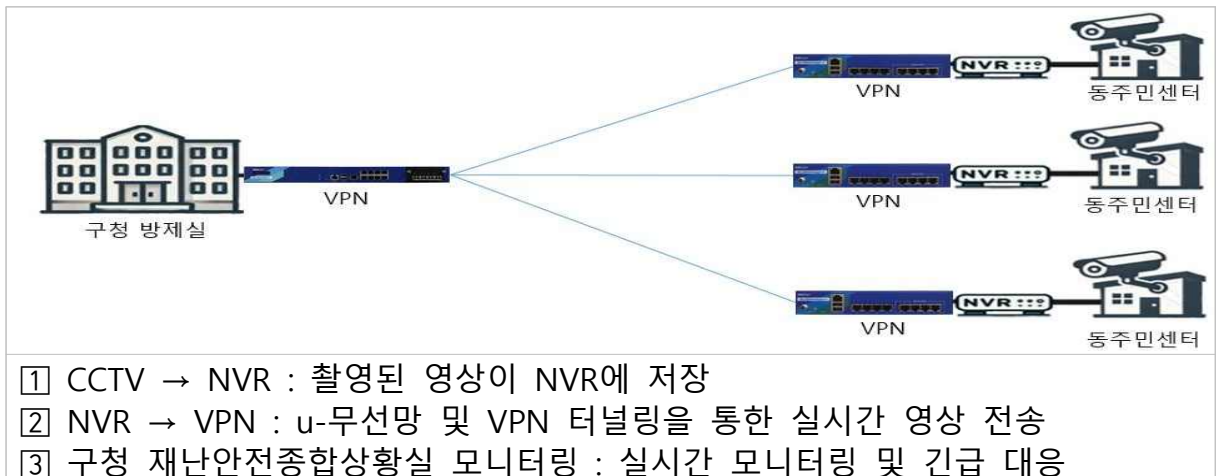 NVR
VPN
동주민센터
NVR
VPN
동주민센터
VPN
구청 방제실
NVR
VPN
동주민센터
1 CCTV → NVR : 촬영된 영상이 NVR에 저장
2 NVR → VPN : u-무선망 및 VPN 터널링을 통한 실시간 영상 전송
3 구청 재난안전종합상황실 모니터링 : 실시간 모니터링 및 긴급 대응